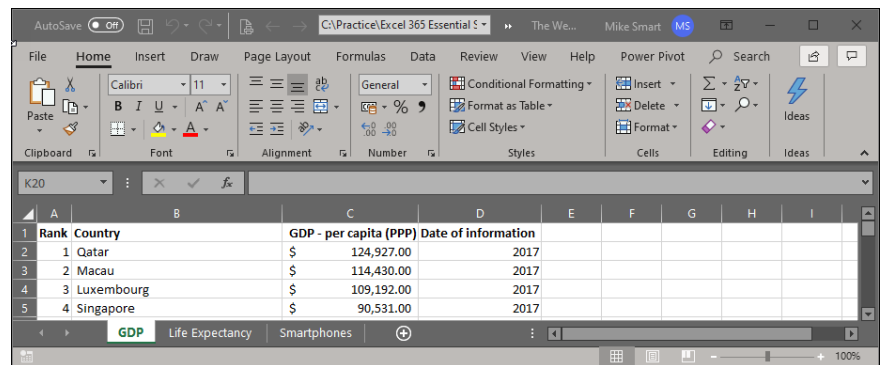 AutoSave Off C:\Practice\Excel 365 Essential S The We... Mike Smart MS
File Home Insert Draw Page Layout Formulas Data Review View Help Power Pivot Search
Calibri 11 General Conditional Formatting Insert
Paste B I U A A % 9 Format as Table Delete Ideas
A Cell Styles Format
Clipboard Font Alignment Number Styles Cells Editing Ideas
K20 fx
A B C D E F G H I
1 Rank Country GDP - per capita (PPP) Date of information
2 1 Qatar $ 124,927.00 2017
3 2 Macau $ 114,430.00 2017
4 3 Luxembourg $ 109,192.00 2017
5 4 Singapore $ 90,531.00 2017
GDP Life Expectancy Smartphones
100%